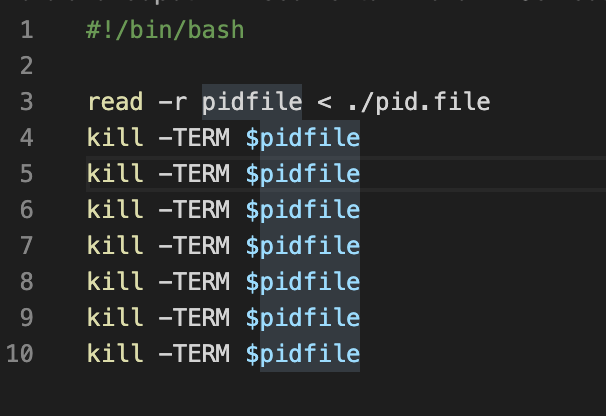 1 #!/bin/bash
2
3 read -r pidfile < ./pid.file
4 kill -TERM $pidfile
5 kill -TERM $pidfile
6 kill -TERM $pidfile
7 kill -TERM $pidfile
8 kill -TERM $pidfile
9 kill -TERM $pidfile
10 kill -TERM $pidfile